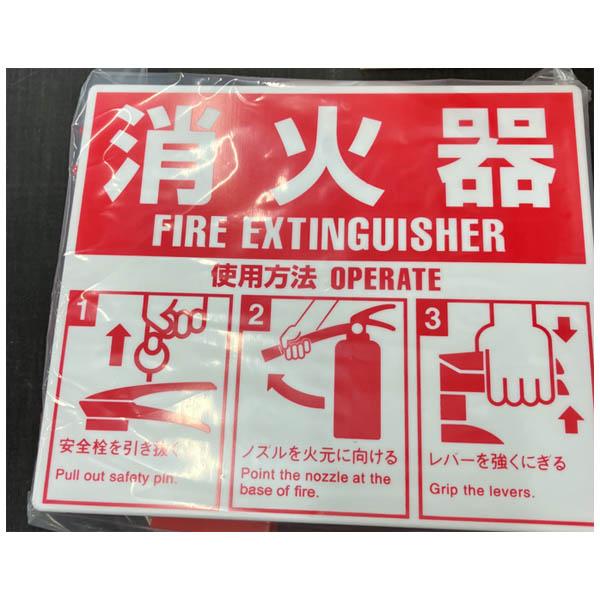 消火器
FIRE EXTINGUISHER
使用方法 OPERATE
1
安全栓を引き抜く
Pull out safety pin.
2
ノズルを火元に向ける
Point the nozzle at the
base of fire.
3
レバーを強くにぎる
Grip the levers.